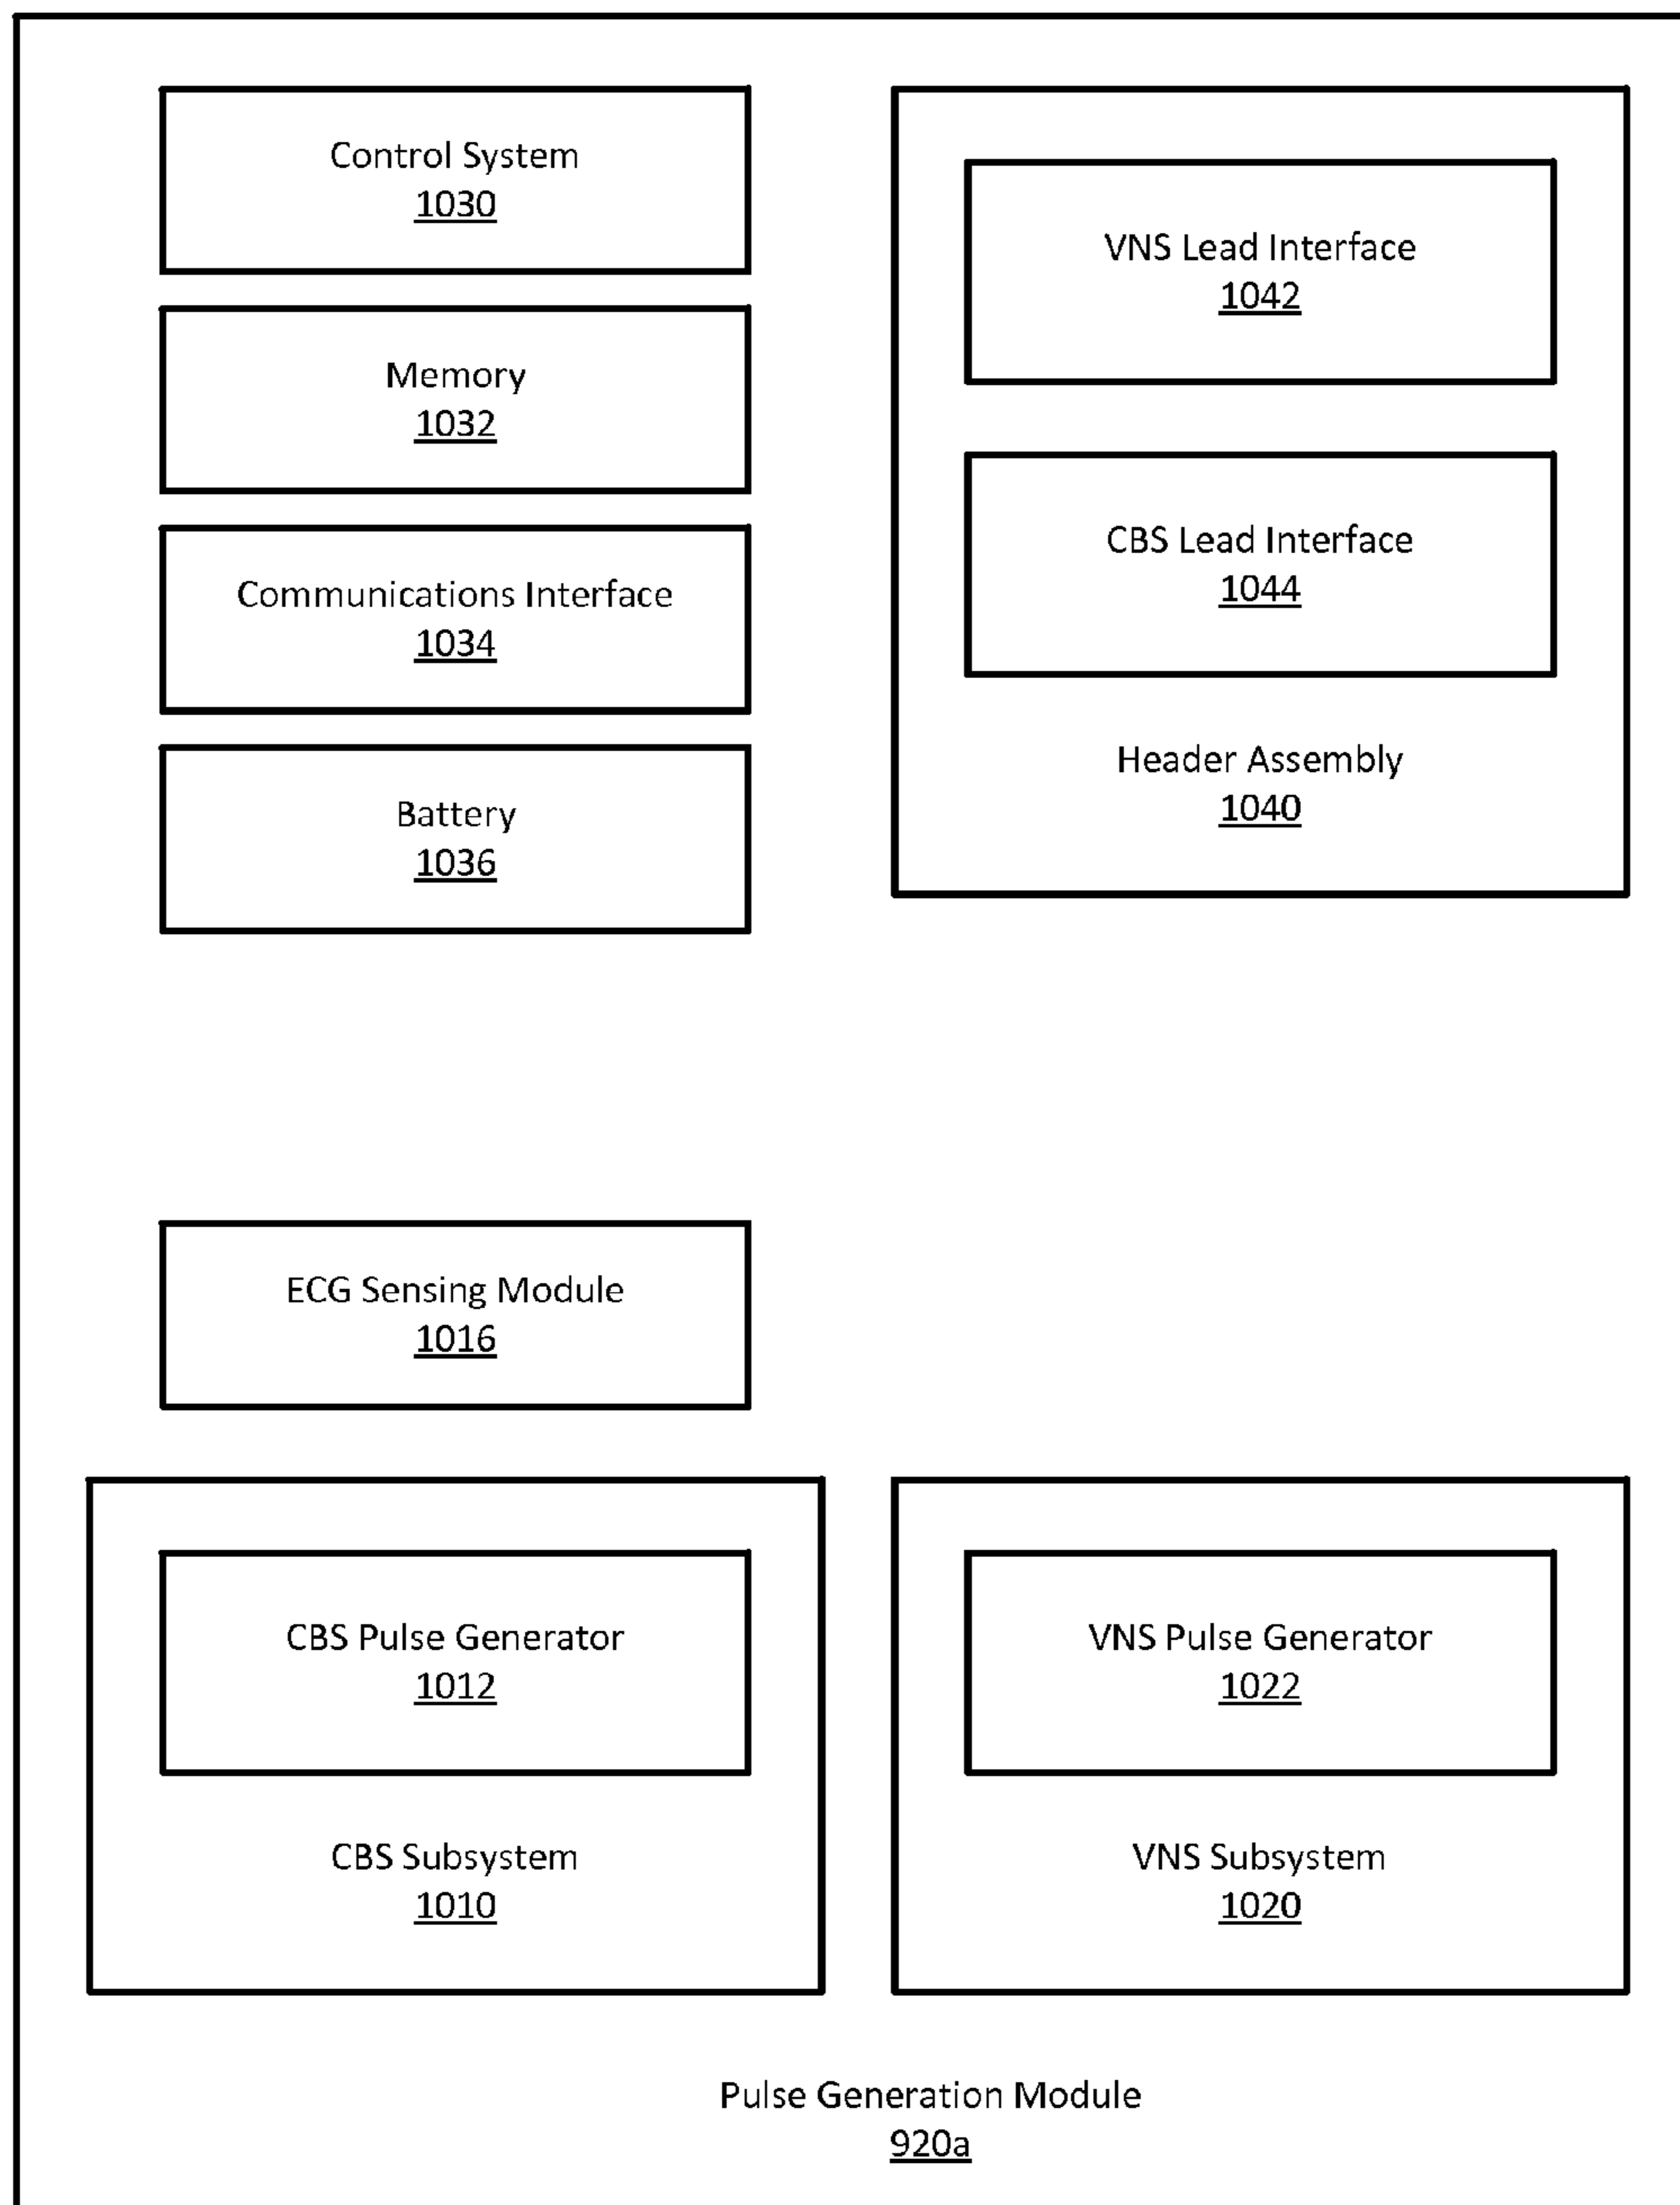 Control System
1030
Memory
1032
Communications Interface
1034
Battery
1036
VNS Lead Interface
1042
CBS Lead Interface
1044
Header Assembly
1040
ECG Sensing Module
1016
CBS Pulse Generator
1012
CBS Subsystem
1010
VNS Pulse Generator
1022
VNS Subsystem
1020
Pulse Generation Module
920a